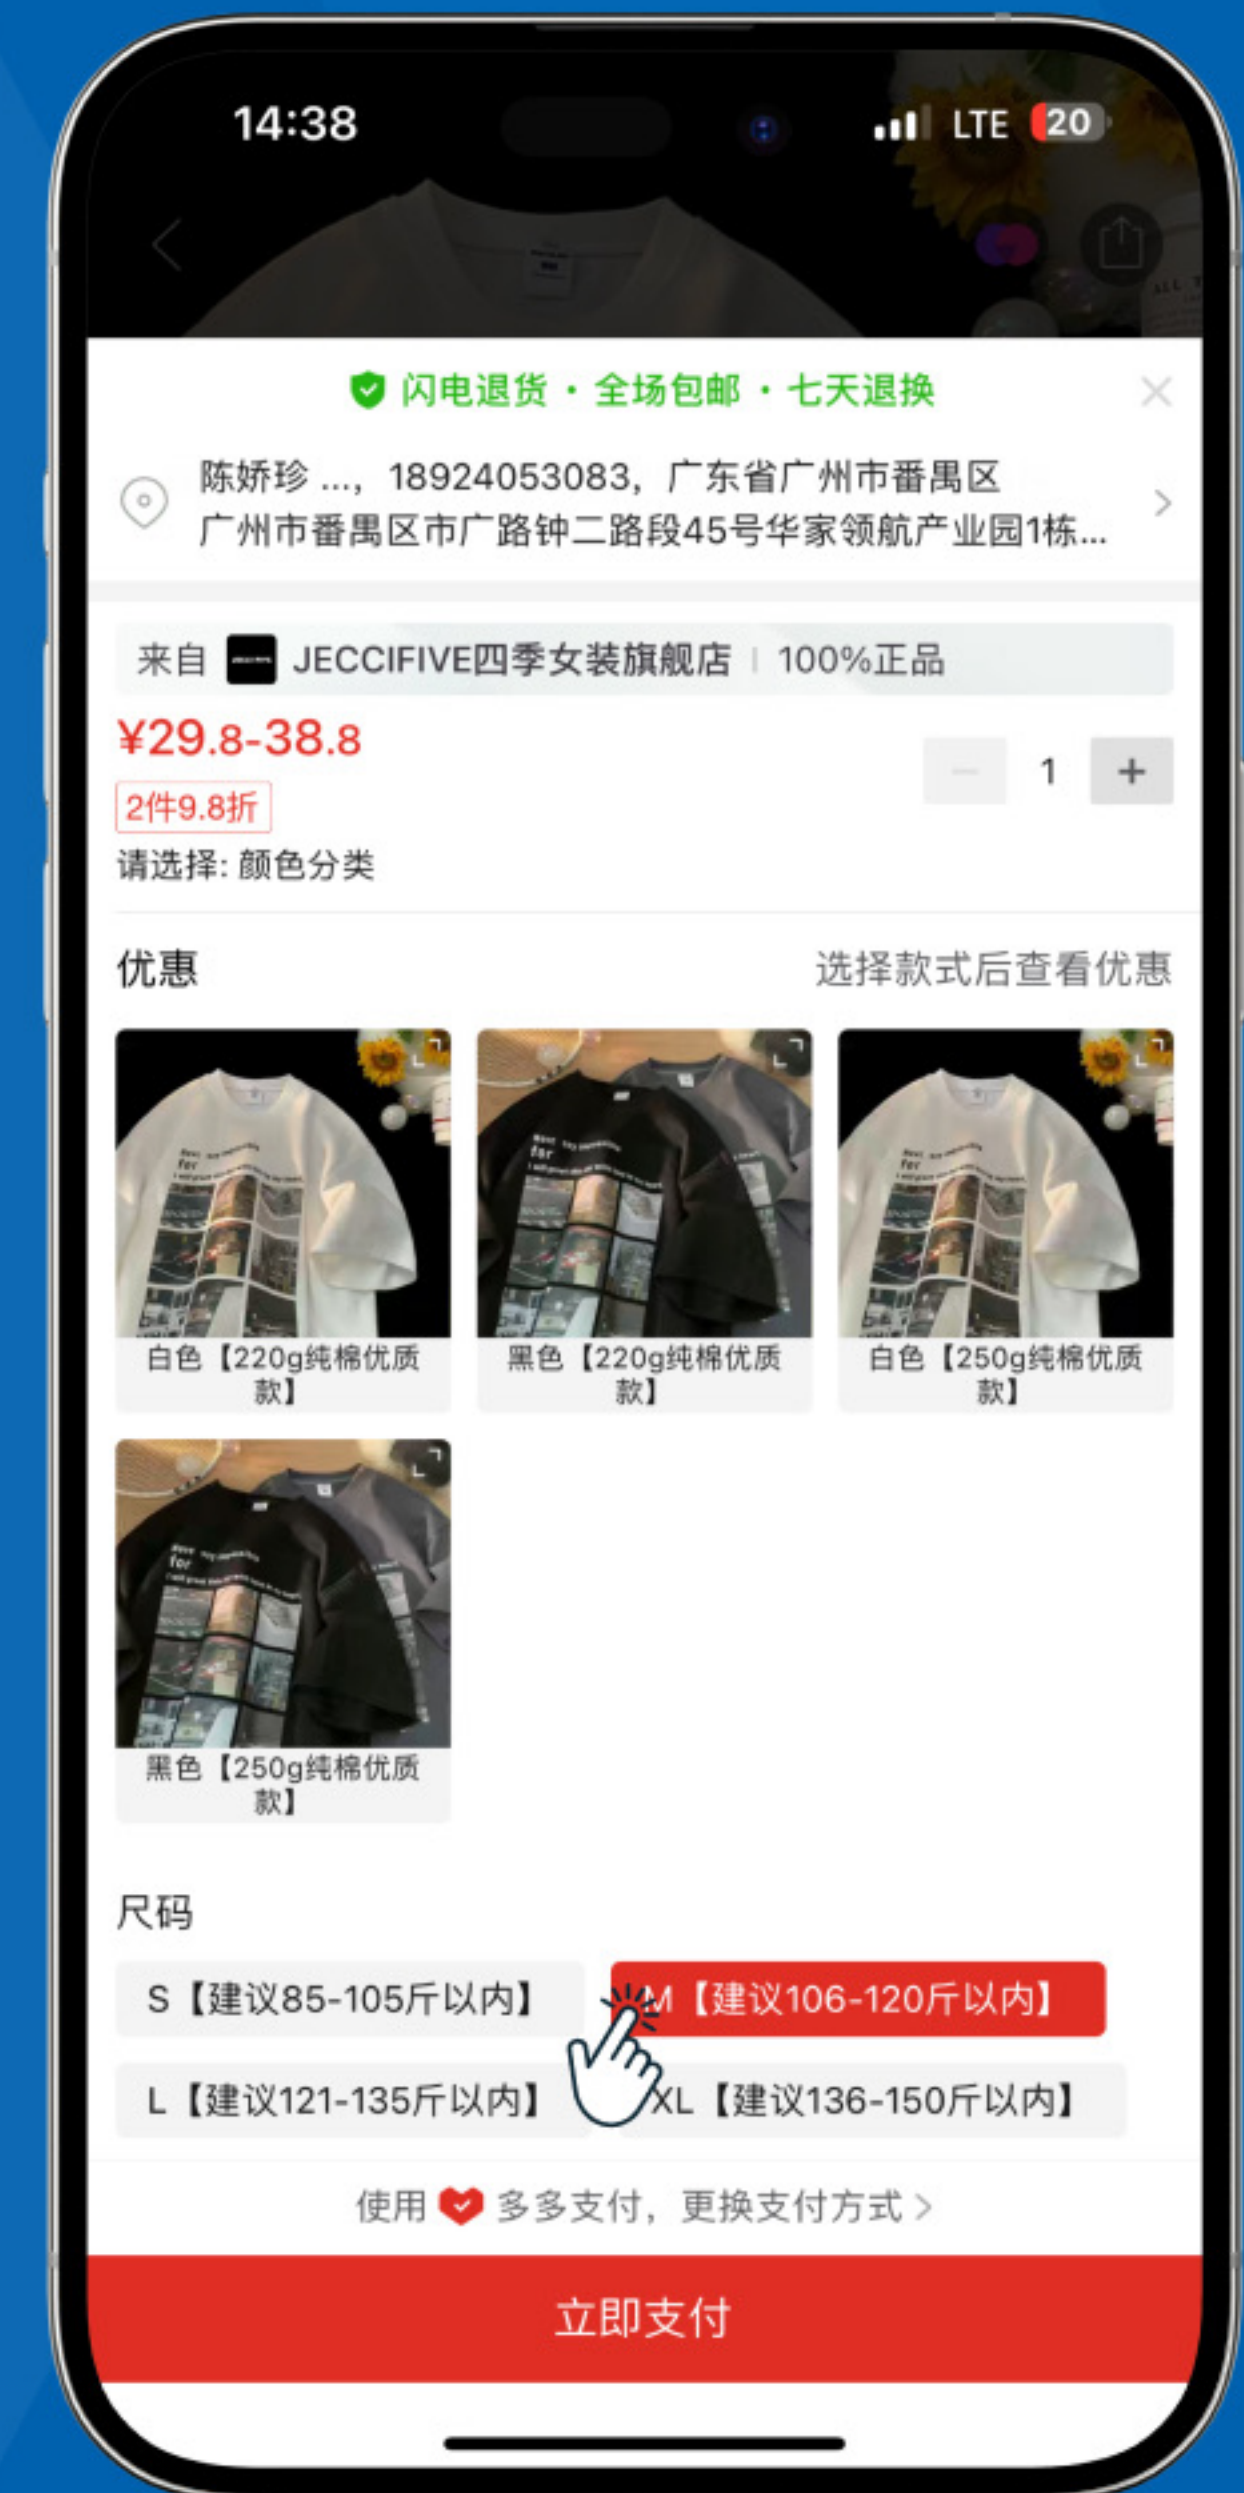 14:38
LTE 20
闪电退货 · 全场包邮 · 七天退换
陈娇珍 ..., 18924053083, 广东省广州市番禺区
广州市番禺区市广路钟二路段45号华家领航产业园1栋...
来自 JECCIFIVE四季女装旗舰店 | 100%正品
¥29.8-38.8
1
2件9.8折
请选择: 颜色分类
优惠
选择款式后查看优惠
for
for
for
白色【220g纯棉优质
款】
黑色【220g纯棉优质
款】
白色【250g纯棉优质
款】
for
黑色【250g纯棉优质
款】
尺码
S【建议85-105斤以内】
M【建议106-120斤以内】
L【建议121-135斤以内】
XL【建议136-150斤以内】
使用 多多支付，更换支付方式 >
立即支付